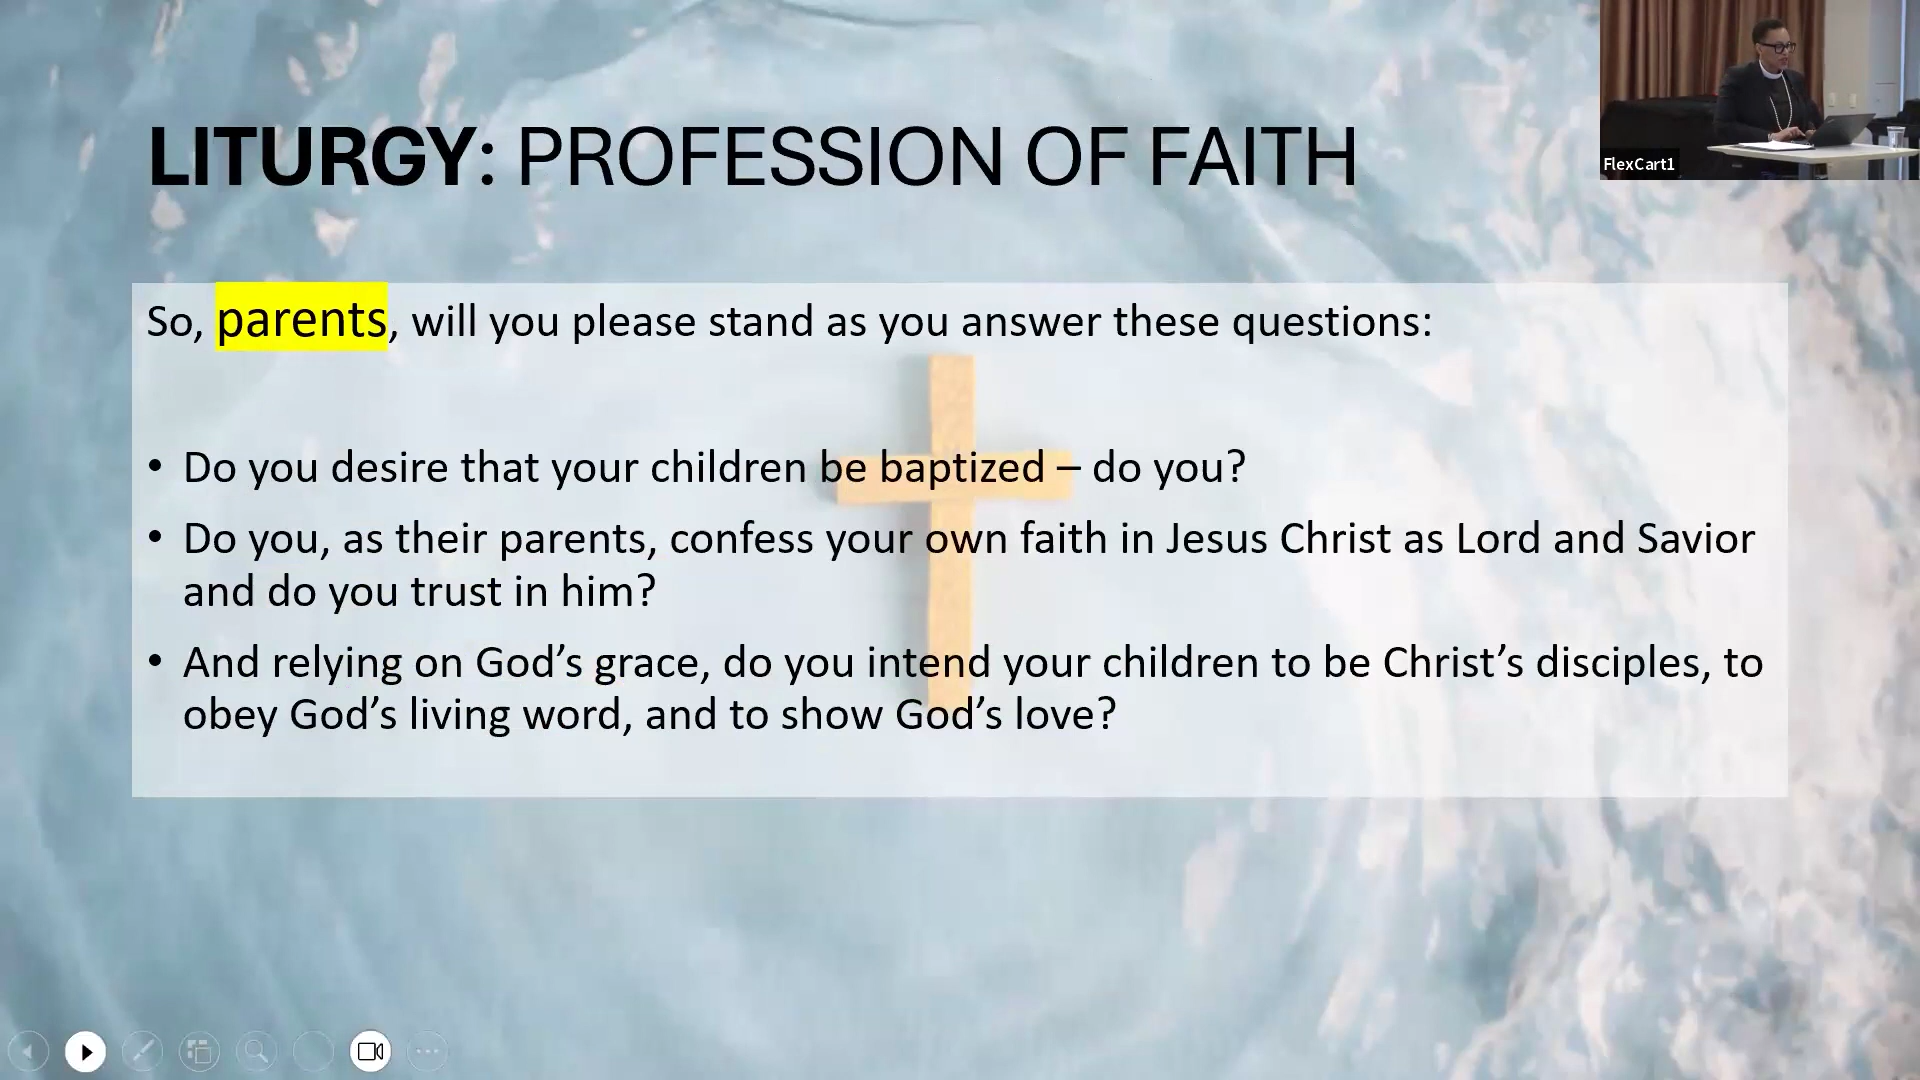 FlexCart1
LITURGY: PROFESSION OF FAITH
So, parents, will you please stand as you answer these questions:
• Do you desire that your children be baptized – do you?
• Do you, as their parents, confess your own faith in Jesus Christ as Lord and Savior
and do you trust in him?
• And relying on God’s grace, do you intend your children to be Christ’s disciples, to
obey God’s living word, and to show God’s love?